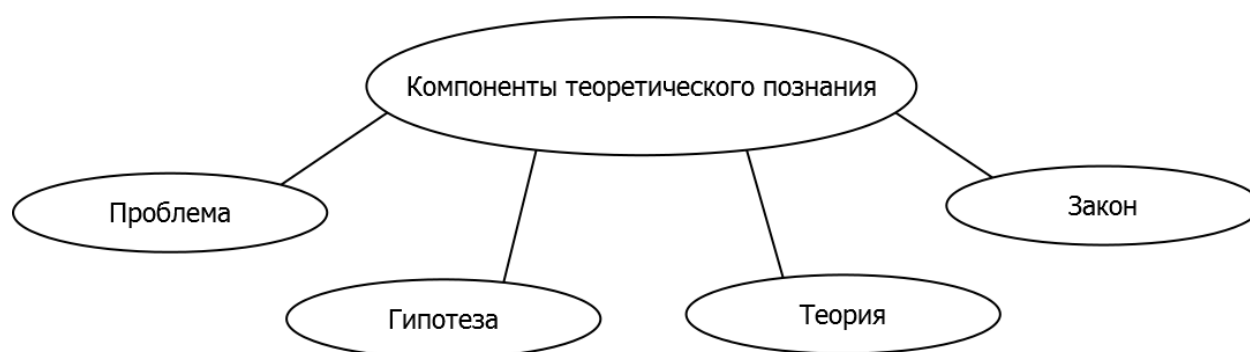 Компоненты теоретического познания
Проблема
Закон
Гипотеза
Теория